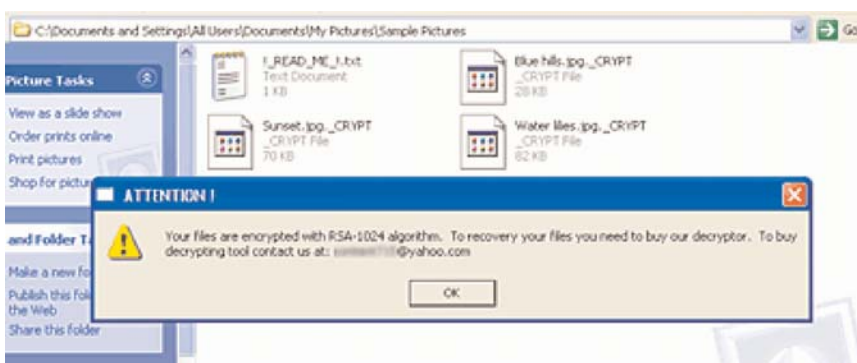 C:\Documents and Settings\All Users\Documents\My Pictures\Sample Pictures
Go
Picture Tasks
View as a slide show
Order prints online
Print pictures
Shop for pictur
!_READ_ME_!.txt
Text Document
1 KB
Blue hills.jpg._CRYPT
_CRYPT File
28 KB
Sunset.jpg._CRYPT
_CRYPT File
70 KB
Water lilies.jpg._CRYPT
_CRYPT File
82 KB
and Folder T
Make a new fo
Publish this fol
the Web
Share this folder
ATTENTION !
Your files are encrypted with RSA-1024 algorithm. To recovery your files you need to buy our decryptor. To buy
decrypting tool contact us at: @yahoo.com
OK